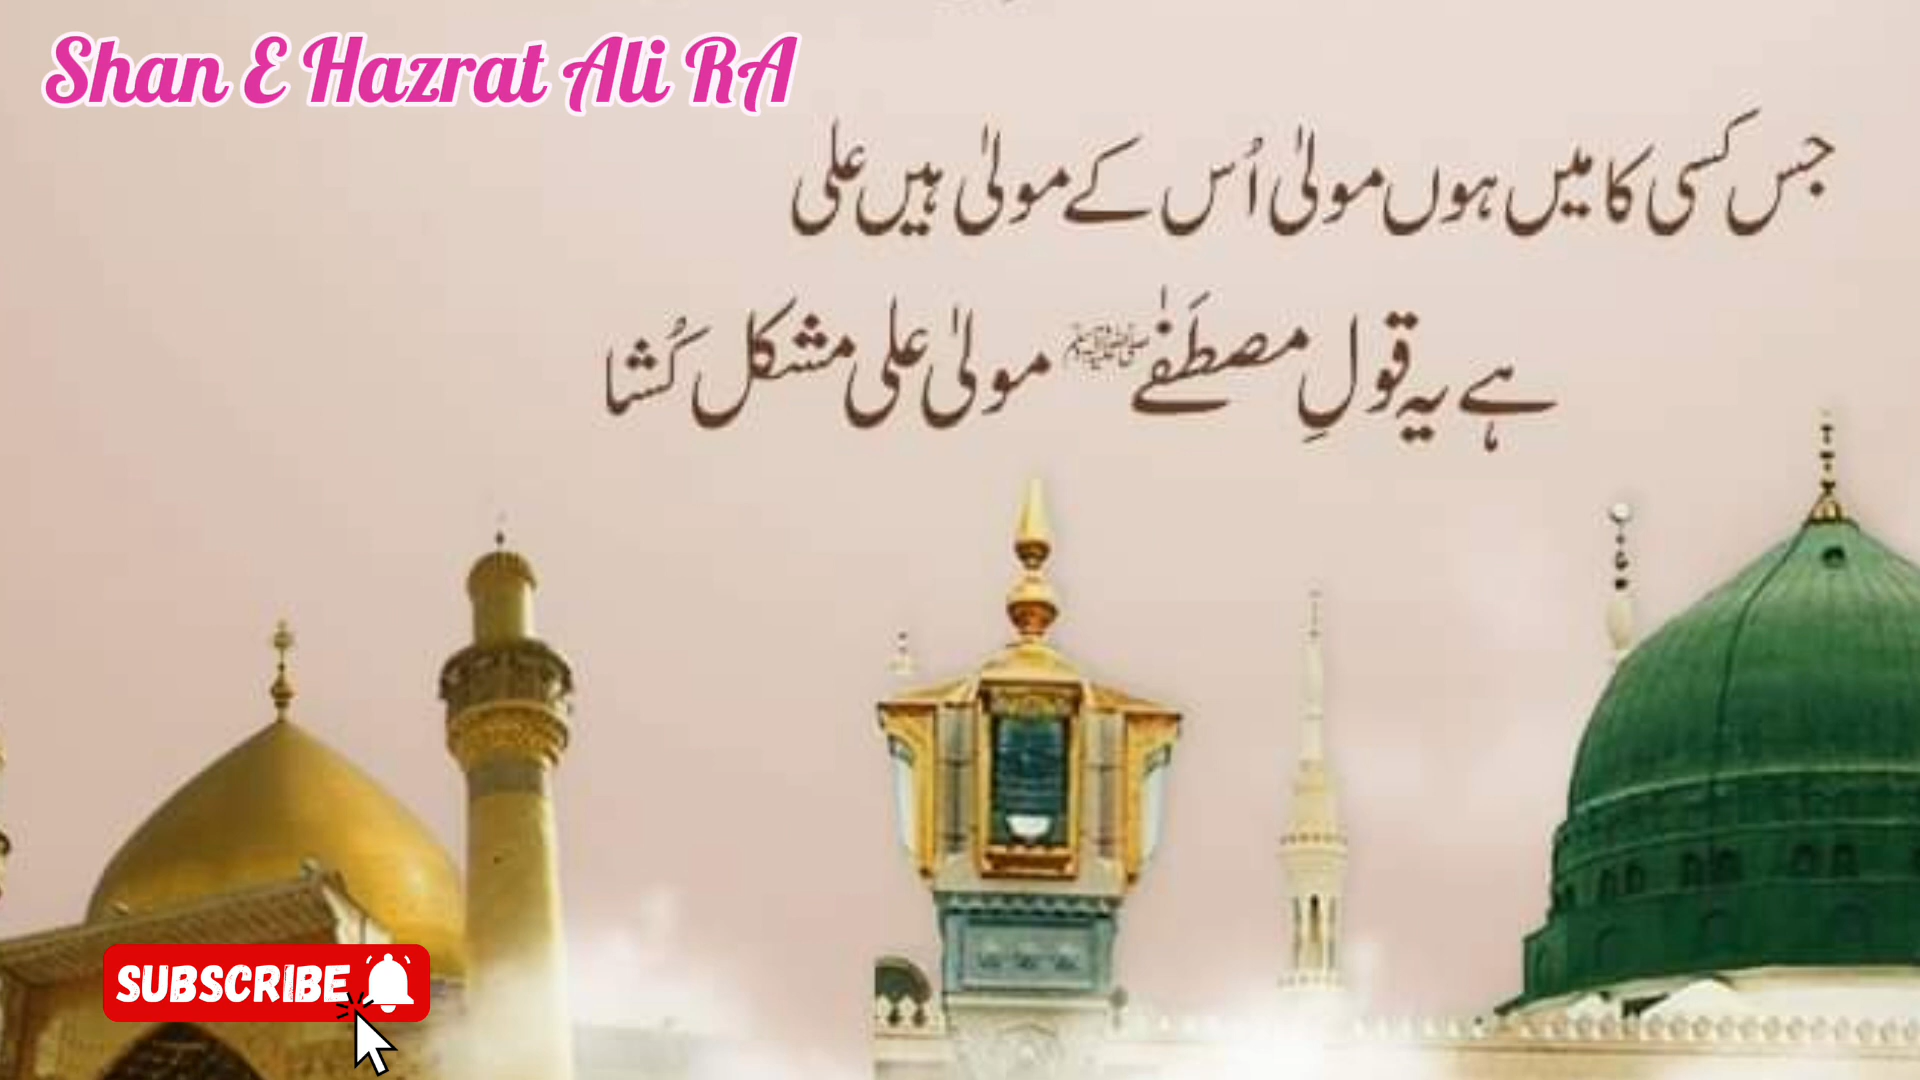 Shan E Hazrat Ali RA
جس کسی کا میں ہوں مولیٰ اُس کے مولیٰ ہیں علی
ہے یہ قولِ مصطَفٰے ﷺ مولیٰ علی مشکل کُشا
SUBSCRIBE